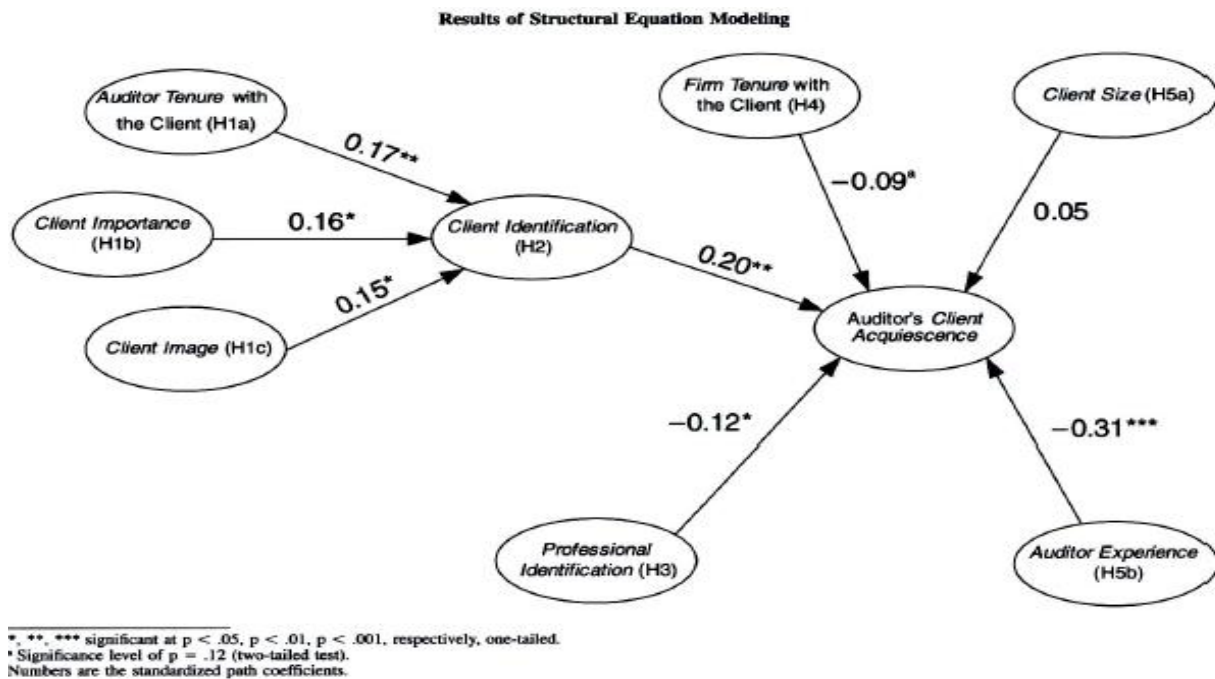 Results of Structural Equation Modeling
Auditor Tenure with
the Client (H1a)
Firm Tenure with
the Client (H4)
Client Size (H5a)
0.17**
−0.09ª
0.05
Client Importance
(H1b)
0.16*
Client Identification
(H2)
0.20**
0.15*
Client Image (H1c)
Auditor's Client
Acquiescence
−0.12*
−0.31***
Professional
Identification (H3)
Auditor Experience
(H5b)
*, **, *** significant at p < .05, p < .01, p < .001, respectively, one-tailed.
ª Significance level of p = .12 (two-tailed test).
Numbers are the standardized path coefficients.